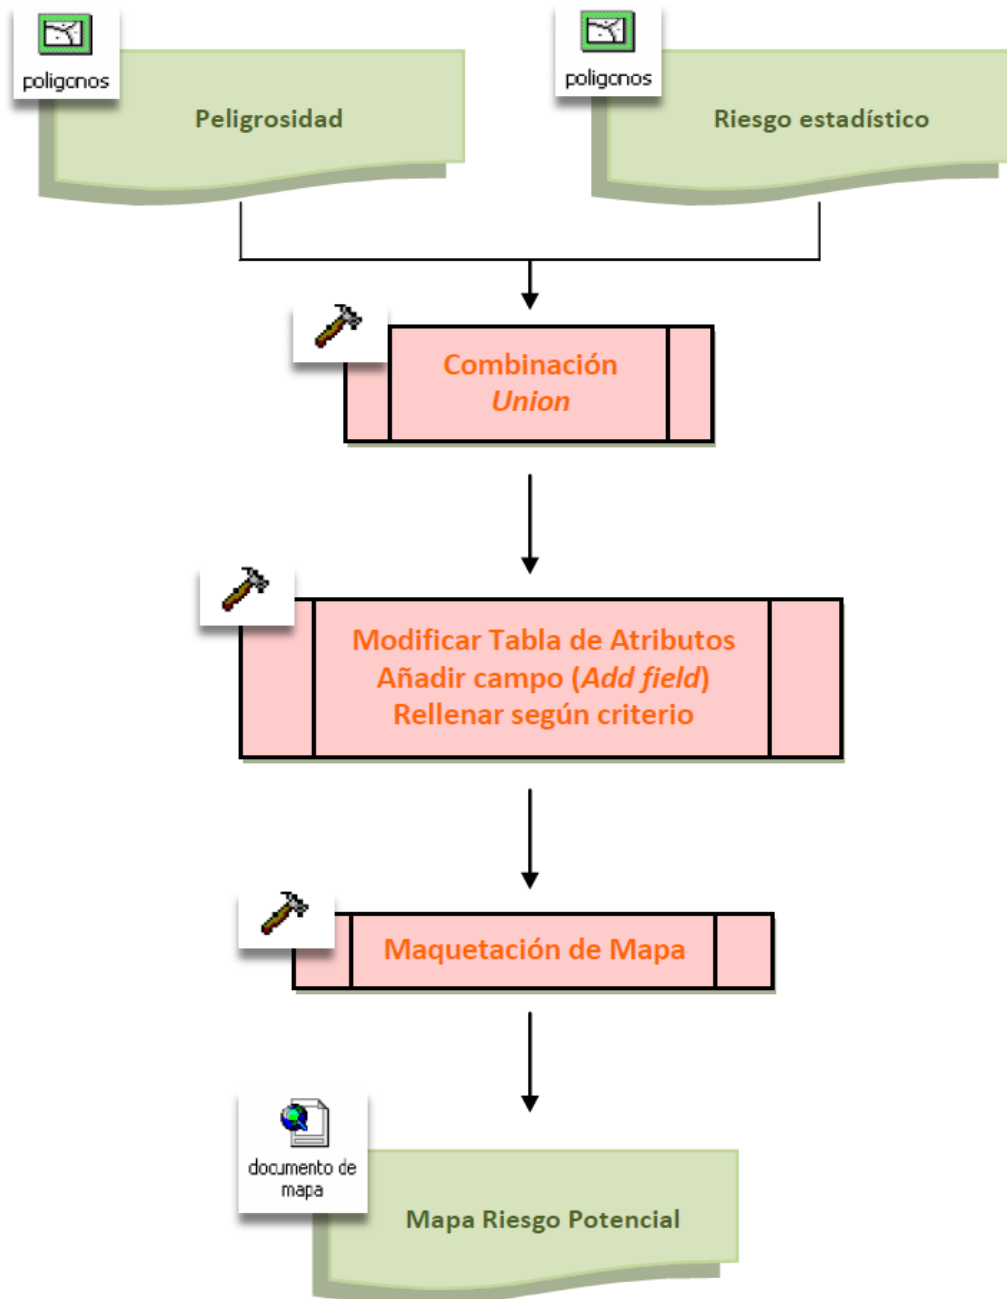 poligonos
Peligrosidad
poligonos
Riesgo estadístico
Combinación
Union
Modificar Tabla de Atributos
Añadir campo (Add field)
Rellenar según criterio
Maquetación de Mapa
documento de
mapa
Mapa Riesgo Potencial